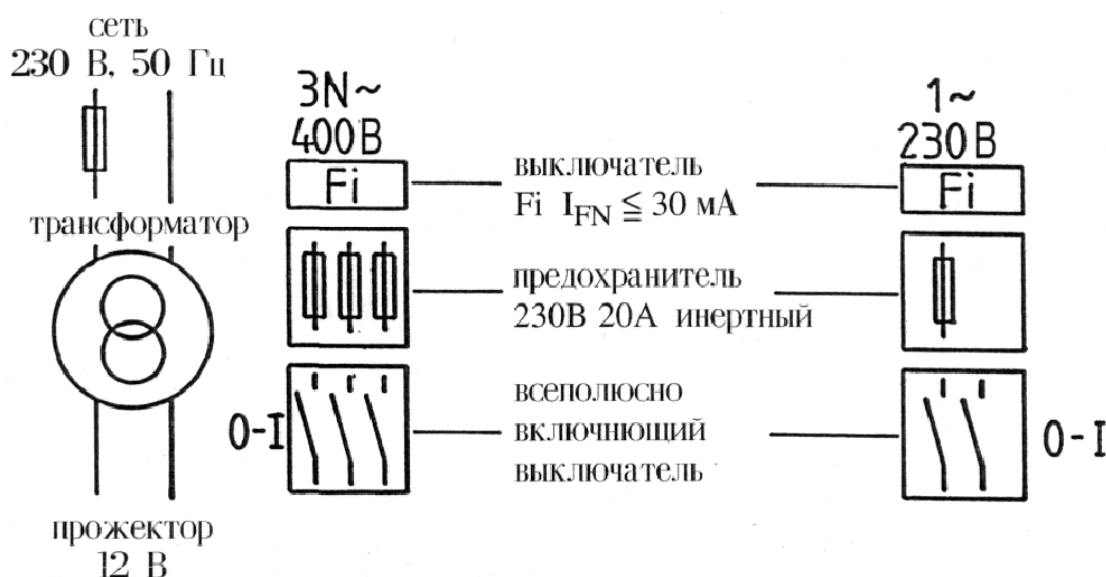 сеть
230 В, 50 Гц
трансформатор
прожектор
12 В
3N~
400В
Fi
0-I
выключатель
Fi I_FN ≦ 30 мА
предохранитель
230В 20А инертный
всеполюсно
включнющий
выключатель
1~
230В
Fi
0-I